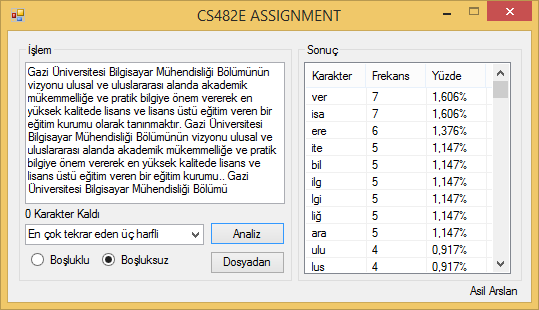 CS482E ASSIGNMENT
İşlem
Gazi Üniversitesi Bilgisayar Mühendisliği Bölümünün
vizyonu ulusal ve uluslararası alanda akademik
mükemmelliğe ve pratik bilgiye önem vererek en
yüksek kalitede lisans ve lisans üstü eğitim veren bir
eğitim kurumu olarak tanınmaktır. Gazi Üniversitesi
Bilgisayar Mühendisliği Bölümünün vizyonu ulusal ve
uluslararası alanda akademik mükemmelliğe ve pratik
bilgiye önem vererek en yüksek kalitede lisans ve
lisans üstü eğitim veren bir eğitim kurumu.. Gazi
Üniversitesi Bilgisayar Mühendisliği Bölümü
0 Karakter Kaldı
En çok tekrar eden üç harfli
Analiz
Boşluklu
Boşluksuz
Dosyadan
Sonuç
Karakter Frekans Yüzde
ver 7 1,606%
isa 7 1,606%
ere 6 1,376%
ite 5 1,147%
bil 5 1,147%
ilg 5 1,147%
lgi 5 1,147%
liğ 5 1,147%
ara 5 1,147%
ulu 4 0,917%
lus 4 0,917%
Asil Arslan